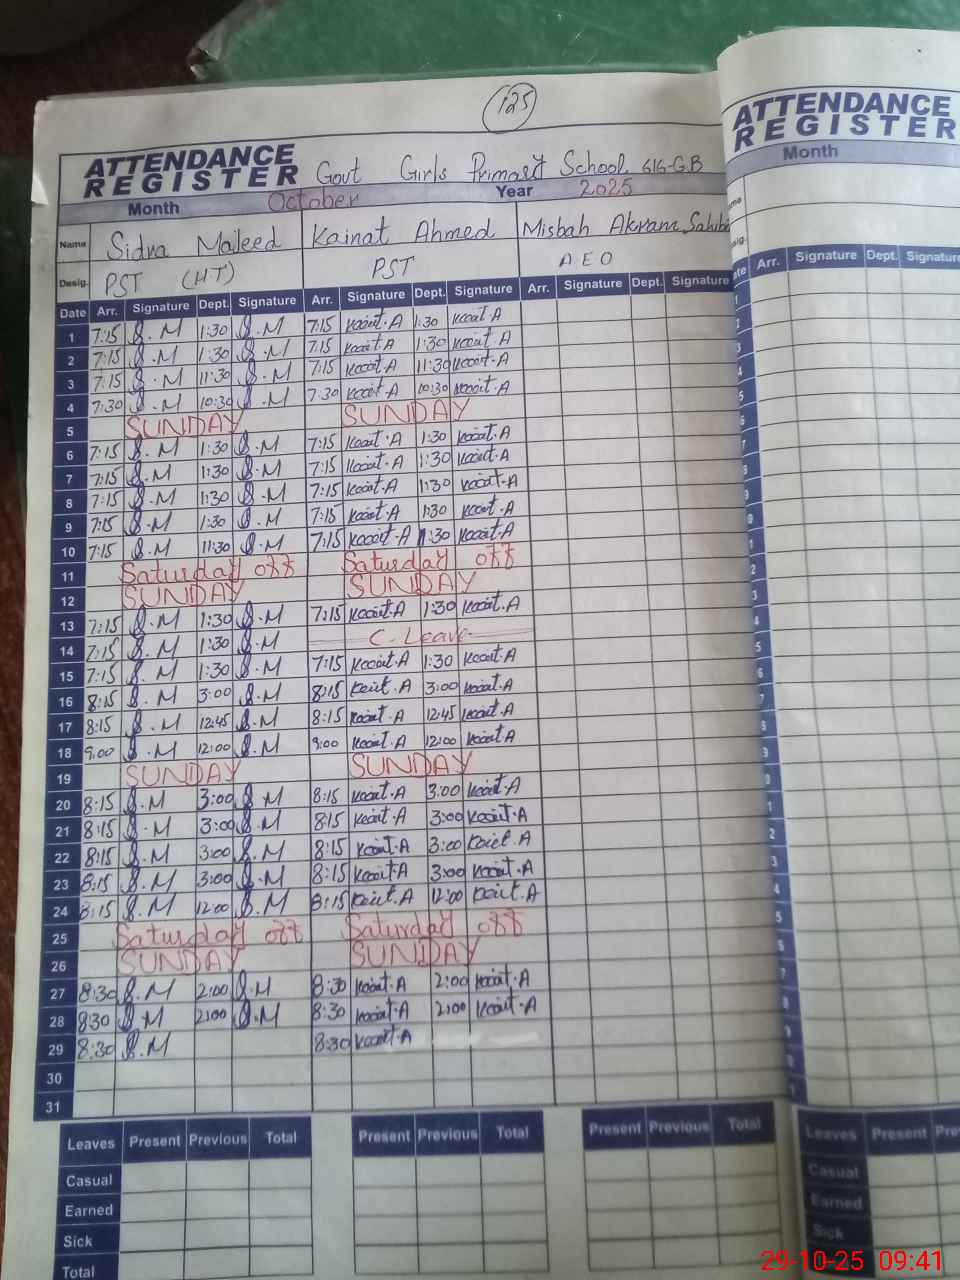 125
ATTENDANCE REGISTER Govt Girls Primary School 616-G.B
Month October Year 2025
Name Sidra Majeed Kainat Ahmed Misbah Akram Sahiba
Desig. PST (H-T) PST AEO
Date Arr. Signature Dept. Signature Arr. Signature Dept. Signature Arr. Signature Dept. Signature
1 7:15 S.M 1:30 S.M 7:15 Kainat.A 1:30 Kainat.A
2 7:15 S.M 1:30 S.M 7:15 Kainat.A 1:30 Kainat.A
3 7:15 S.M 11:30 S.M 7:15 Kainat.A 11:30 Kainat.A
4 7:30 S.M 10:30 S.M 7:30 Kainat.A 10:30 Kainat.A
5 SUNDAY SUNDAY
6 7:15 S.M 1:30 S.M 7:15 Kainat.A 1:30 Kainat.A
7 7:15 S.M 1:30 S.M 7:15 Kainat.A 1:30 Kainat.A
8 7:15 S.M 1:30 S.M 7:15 Kainat.A 1:30 Kainat.A
9 7:15 S.M 1:30 S.M 7:15 Kainat.A 1:30 Kainat.A
10 7:15 S.M 11:30 S.M 7:15 Kainat.A 11:30 Kainat.A
11 Saturday off Saturday off
12 SUNDAY SUNDAY
13 7:15 S.M 1:30 S.M 7:15 Kainat.A 1:30 Kainat.A
14 7:15 S.M 1:30 S.M C. Leave
15 7:15 S.M 1:30 S.M 7:15 Kainat.A 1:30 Kainat.A
16 8:15 S.M 3:00 S.M 8:15 Kainat.A 3:00 Kainat.A
17 8:15 S.M 12:45 S.M 8:15 Kainat.A 12:45 Kainat.A
18 9:00 S.M 12:00 S.M 9:00 Kainat.A 12:00 Kainat.A
19 SUNDAY SUNDAY
20 8:15 S.M 3:00 S.M 8:15 Kainat.A 3:00 Kainat.A
21 8:15 S.M 3:00 S.M 8:15 Kainat.A 3:00 Kainat.A
22 8:15 S.M 3:00 S.M 8:15 Kainat.A 3:00 Kainat.A
23 8:15 S.M 3:00 S.M 8:15 Kainat.A 3:00 Kainat.A
24 8:15 S.M 12:00 S.M 8:15 Kainat.A 12:00 Kainat.A
25 Saturday off Saturday off
26 SUNDAY SUNDAY
27 8:30 S.M 2:00 S.M 8:30 Kainat.A 2:00 Kainat.A
28 8:30 S.M 2:00 S.M 8:30 Kainat.A 2:00 Kainat.A
29 8:30 S.M 8:30 Kainat.A
30
31
Leaves Present Previous Total Present Previous Total Present Previous Total
Casual
Earned
Sick
Total
ATTENDANCE REGISTER
Month
Arr. Signature Dept. Signature
Leaves Present
Casual
Earned
Sick
29-10-25 09:41